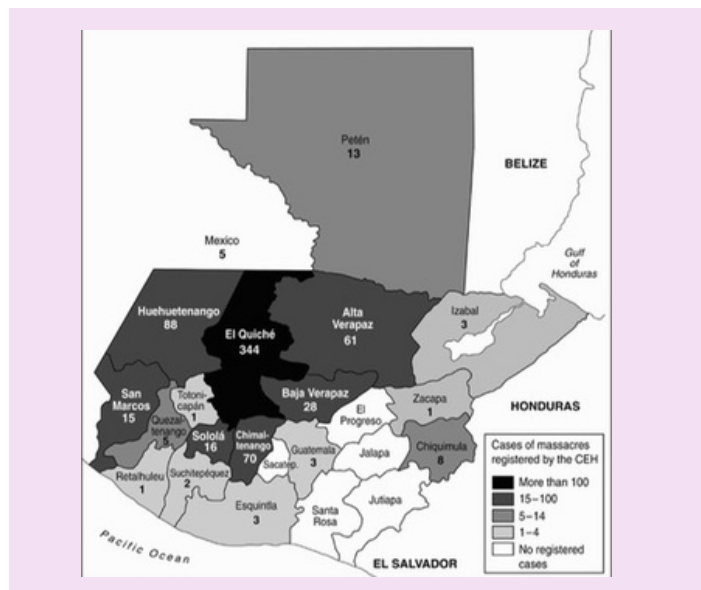 Petén
13
BELIZE
Mexico
5
Gulf
of
Honduras
Huehuetenango
88
El Quiché
344
Alta
Verapaz
61
Izabal
3
San
Marcos
15
Totoni-
capán
1
Quezal-
tenango
5
Sololá
16
Chimal-
tenango
70
Baja Verapaz
28
El
Progreso
Zacapa
1
HONDURAS
Sacatep.
Guatemala
3
Jalapa
Chiquimula
8
Retalhuleu
1
Suchitepéquez
2
Esquintla
3
Santa
Rosa
Jutiapa
Pacific Ocean
EL SALVADOR
Cases of massacres
registered by the CEH
More than 100
15–100
5–14
1–4
No registered
cases